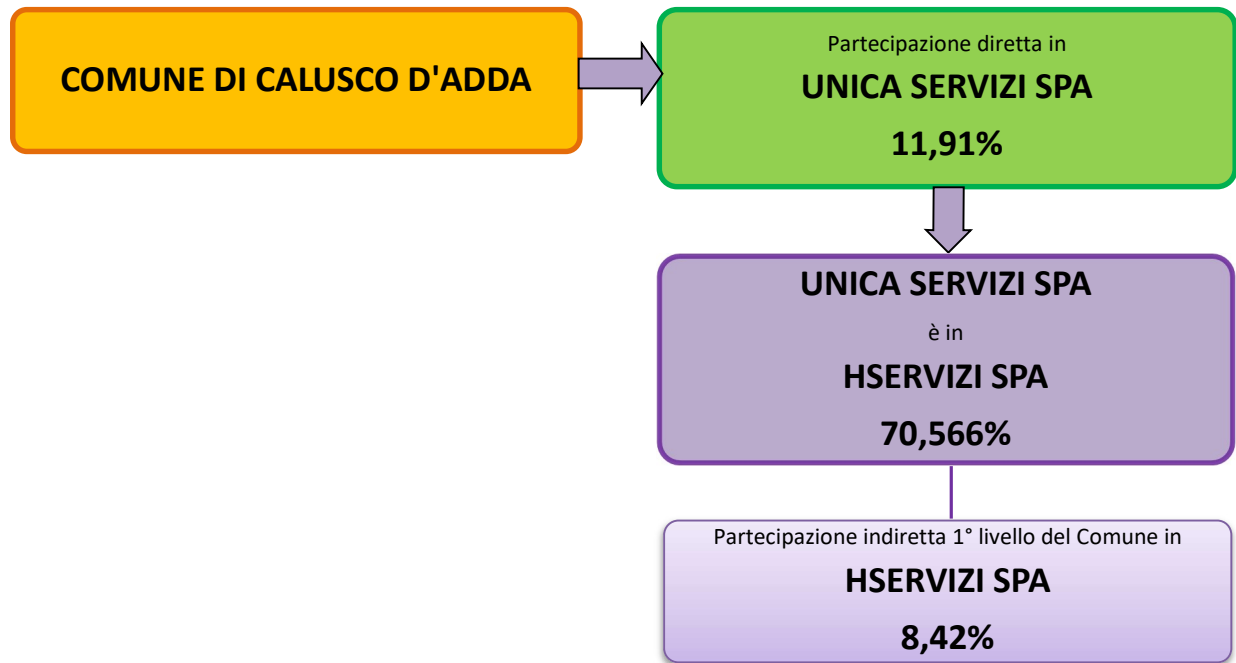 COMUNE DI CALUSCO D'ADDA
Partecipazione diretta in
UNICA SERVIZI SPA
11,91%
UNICA SERVIZI SPA
è in
HSERVIZI SPA
70,566%
Partecipazione indiretta 1° livello del Comune in
HSERVIZI SPA
8,42%